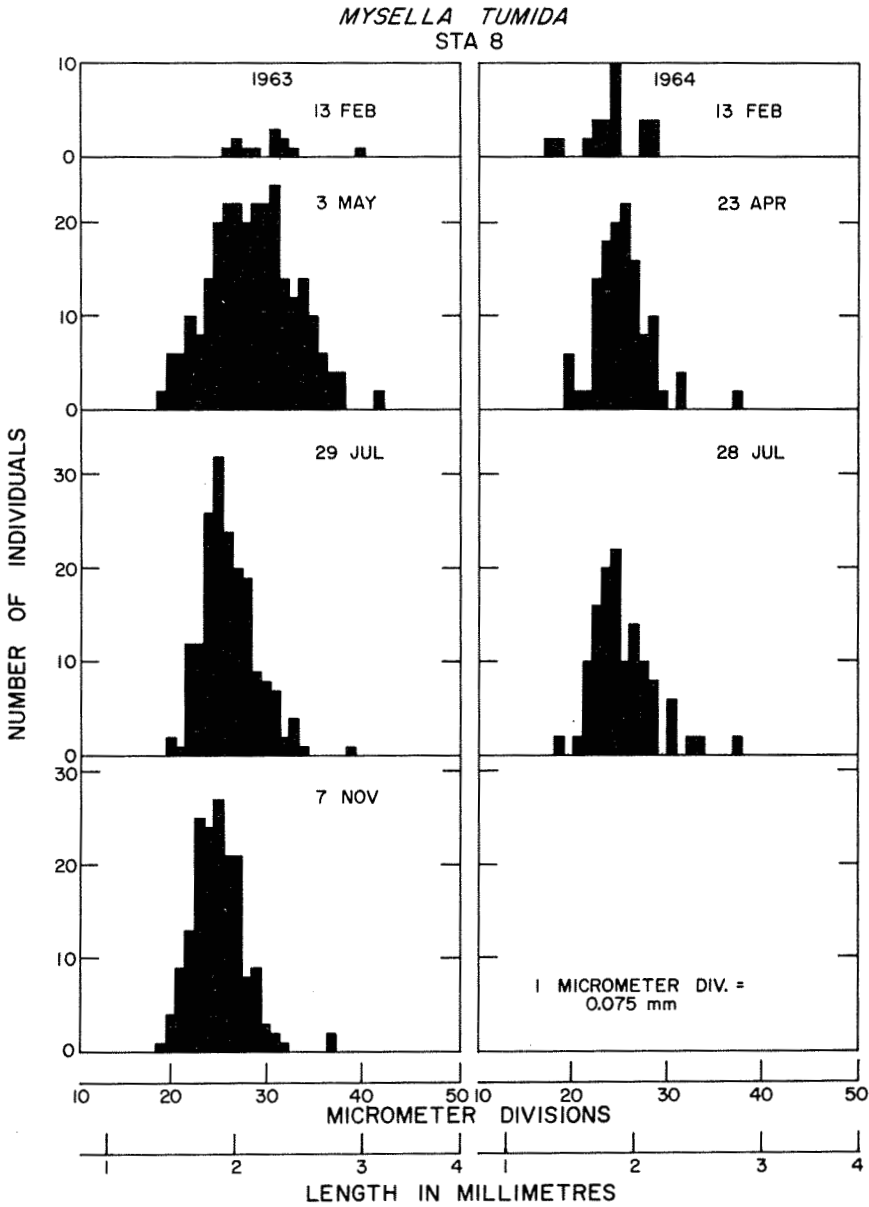 MYSELLA TUMIDA
STA 8
NUMBER OF INDIVIDUALS
1963
13 FEB
10
0
3 MAY
20
10
0
29 JUL
30
20
10
0
7 NOV
30
20
10
0
1964
13 FEB
23 APR
28 JUL
1 MICROMETER DIV. =
0.075 mm
10 20 30 40 50 10 20 30 40 50
MICROMETER DIVISIONS
1 2 3 4 1 2 3 4
LENGTH IN MILLIMETRES